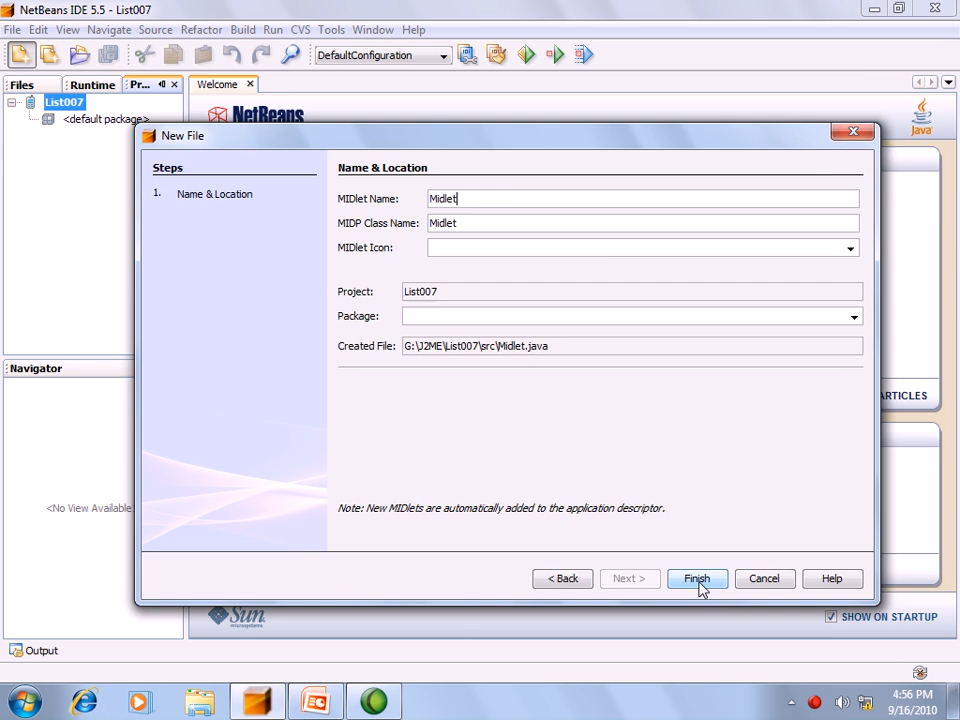 NetBeans IDE 5.5 - List007
File Edit View Navigate Source Refactor Build Run CVS Tools Window Help
DefaultConfiguration
Files Runtime Pr... Welcome
List007
<default package>
NetBeans
Java
New File
Steps
1. Name & Location
Name & Location
MIDlet Name: Midlet
MIDP Class Name: Midlet
MIDlet Icon:
Project: List007
Package:
Created File: G:\J2ME\List007\src\Midlet.java
Navigator
<No View Available
ARTICLES
Note: New MIDlets are automatically added to the application descriptor.
< Back Next > Finish Cancel Help
Sun
microsystems
SHOW ON STARTUP
Output
4:56 PM
9/16/2010